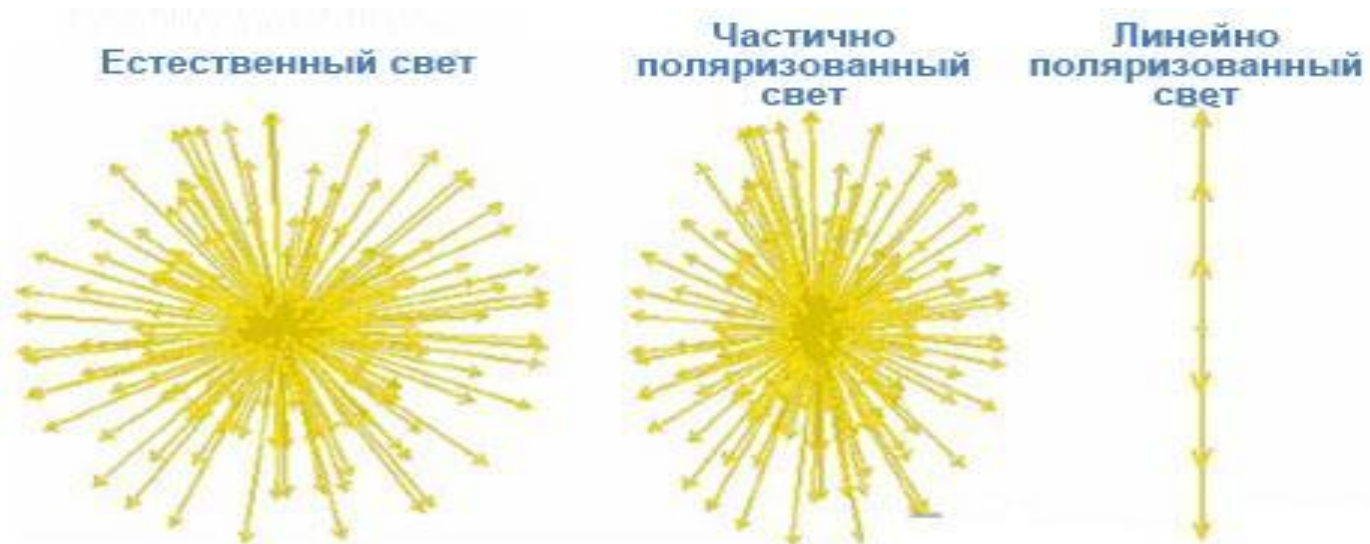 Естественный свет
Частично
поляризованный
свет
Линейно
поляризованный
свет